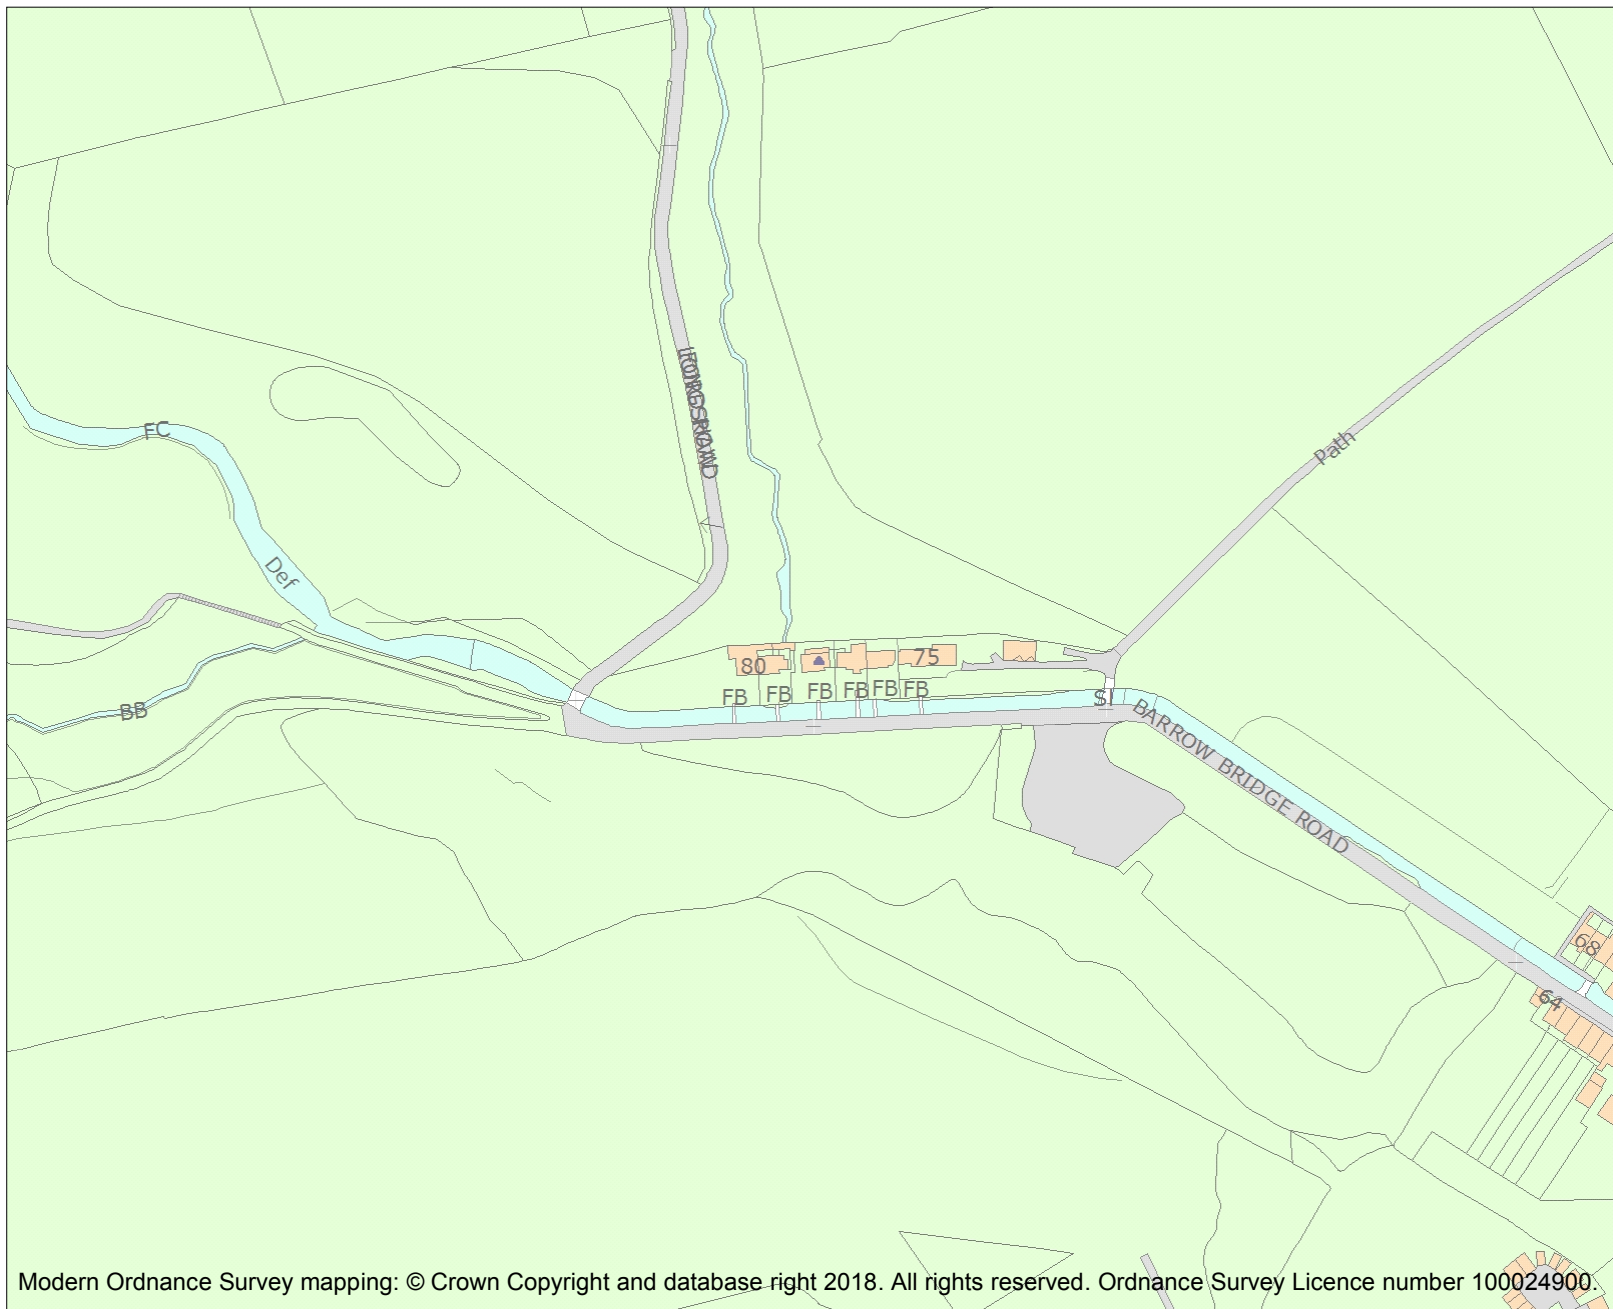 FC
Path
Def
80
75
FB
FB
FB
FB
FB
FB
SI
BB
BARROW BRIDGE ROAD
68
64
Modern Ordnance Survey mapping: © Crown Copyright and database right 2018. All rights reserved. Ordnance Survey Licence number 100024900.